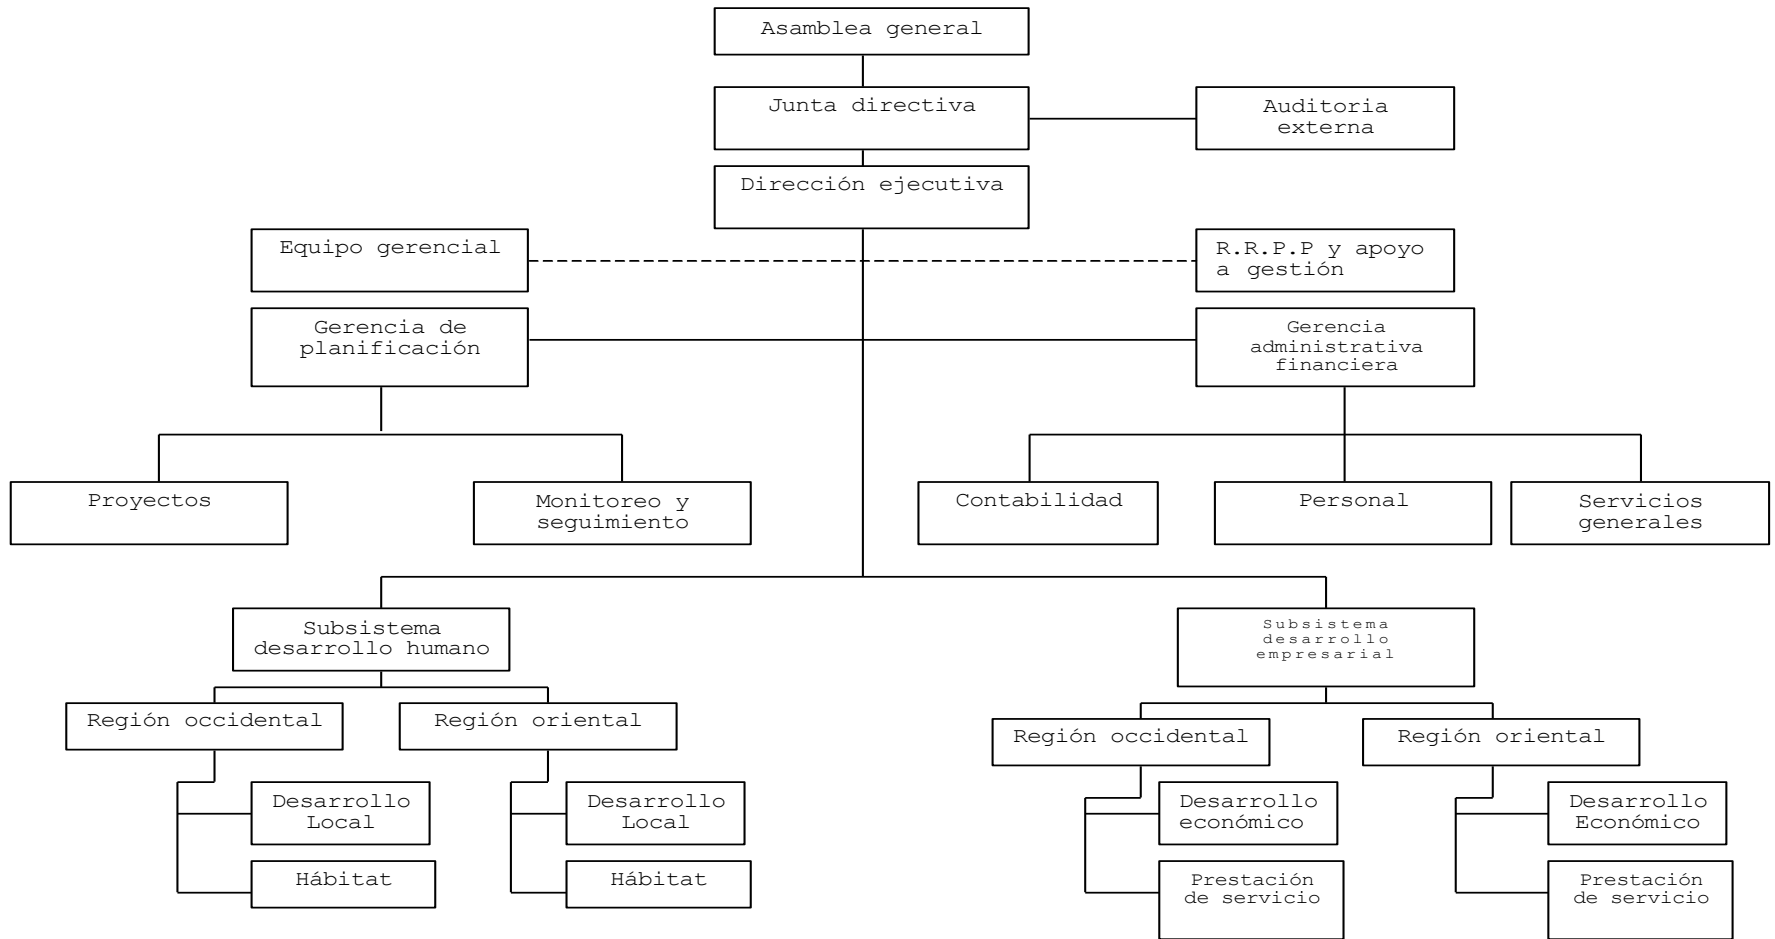 Asamblea general
Junta directiva
Auditoria
externa
Dirección ejecutiva
Equipo gerencial
R.R.P.P y apoyo
a gestión
Gerencia de
planificación
Gerencia
administrativa
financiera
Proyectos
Monitoreo y
seguimiento
Contabilidad
Personal
Servicios
generales
Subsistema
desarrollo humano
Subsistema
desarrollo
empresarial
Región occidental
Región oriental
Región occidental
Región oriental
Desarrollo
Local
Desarrollo
Local
Desarrollo
económico
Desarrollo
Económico
Hábitat
Hábitat
Prestación
de servicio
Prestación
de servicio